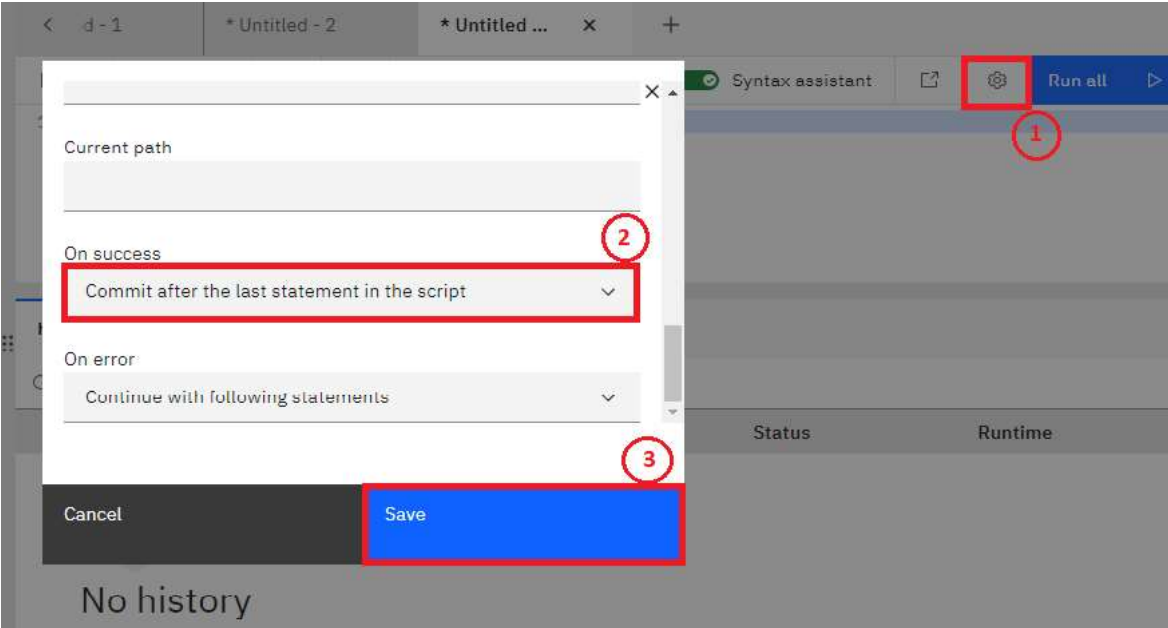 d - 1
* Untitled - 2
* Untitled ...
Syntax assistant
Run all
1
Current path
2
On success
Commit after the last statement in the script
On error
Continue with following statements
Status
Runtime
3
Cancel
Save
No history